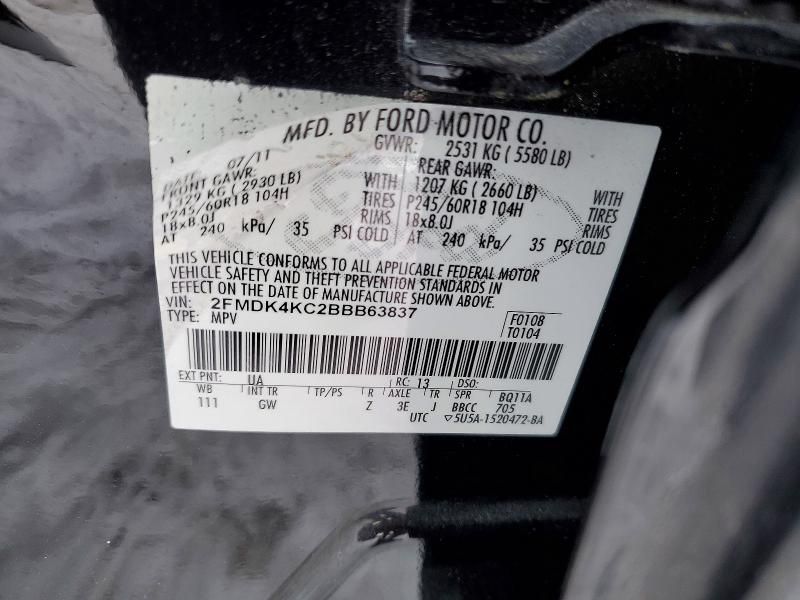 MFD. BY FORD MOTOR CO.
DATE: 07/11
GVWR: 2531 KG ( 5580 LB)
FRONT GAWR:
1329 KG ( 2930 LB)
P245/60R18 104H
18x8.0J
AT 240 kPa/ 35 PSI COLD
WITH
TIRES
RIMS
REAR GAWR:
1207 KG ( 2660 LB)
P245/60R18 104H
18x8.0J
AT 240 kPa/ 35 PSI COLD
WITH
TIRES
RIMS
THIS VEHICLE CONFORMS TO ALL APPLICABLE FEDERAL MOTOR
VEHICLE SAFETY AND THEFT PREVENTION STANDARDS IN
EFFECT ON THE DATE OF MANUFACTURE SHOWN ABOVE.
VIN: 2FMDK4KC2BBB63837
TYPE: MPV
F0108
T0104
EXT PNT: UA RC: 13 DSO:
WB INT TR TP/PS R AXLE TR SPR BQ11A
111 GW Z 3E J BBCC 705
UTC ▽5U5A-1520472-BA